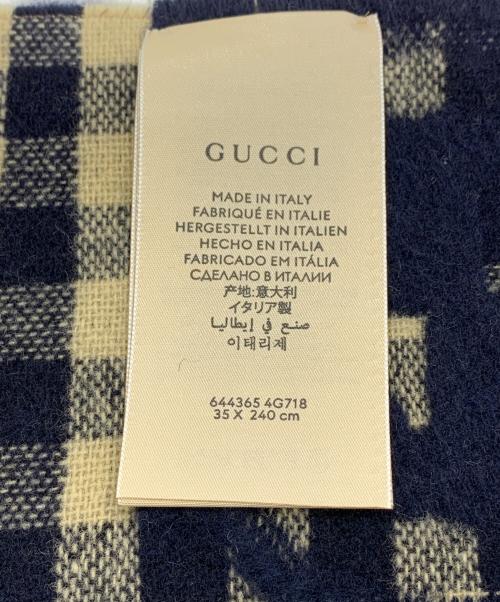 GUCCI
MADE IN ITALY
FABRIQUÉ EN ITALIE
HERGESTELLT IN ITALIEN
HECHO EN ITALIA
FABRICADO EM ITÁLIA
СДЕЛАНО В ИТАЛИИ
产地:意大利
イタリア製
صنع في إيطاليا
이태리제
644365 4G718
35 X 240 cm